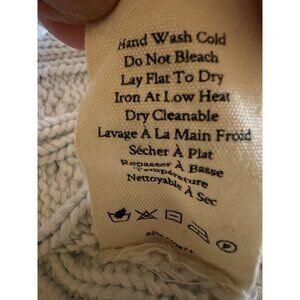 Hand Wash Cold
Do Not Bleach
Lay Flat To Dry
Iron At Low Heat
Dry Cleanable
Lavage À La Main Froid
Sécher À Plat
Repasser À Basse
Température
Nettoyable À Sec
P